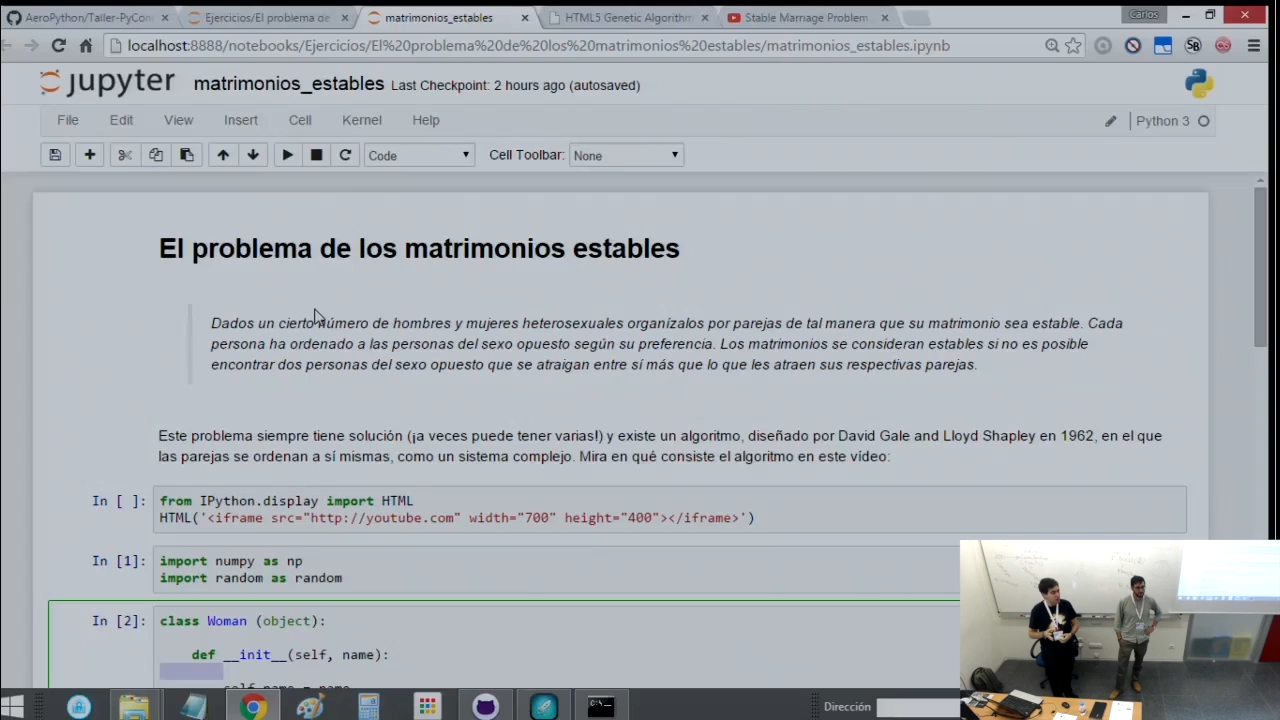 AeroPython/Taller-PyCon
Ejercicios/El problema de
matrimonios_estables
HTML5 Genetic Algorithm
Stable Marriage Problem
Carlos
localhost:8888/notebooks/Ejercicios/El%20problema%20de%20los%20matrimonios%20estables/matrimonios_estables.ipynb
jupyter matrimonios_estables Last Checkpoint: 2 hours ago (autosaved)
File Edit View Insert Cell Kernel Help Python 3
Code Cell Toolbar: None
El problema de los matrimonios estables
Dados un cierto número de hombres y mujeres heterosexuales organízalos por parejas de tal manera que su matrimonio sea estable. Cada
persona ha ordenado a las personas del sexo opuesto según su preferencia. Los matrimonios se consideran estables si no es posible
encontrar dos personas del sexo opuesto que se atraigan entre sí más que lo que les atraen sus respectivas parejas.
Este problema siempre tiene solución (¡a veces puede tener varias!) y existe un algoritmo, diseñado por David Gale and Lloyd Shapley en 1962, en el que
las parejas se ordenan a sí mismas, como un sistema complejo. Mira en qué consiste el algoritmo en este vídeo:
In [ ]: from IPython.display import HTML
HTML('<iframe src="http://youtube.com" width="700" height="400"></iframe>')
In [1]: import numpy as np
import random as random
In [2]: class Woman (object):
def __init__(self, name):
self.name = name
Dirección